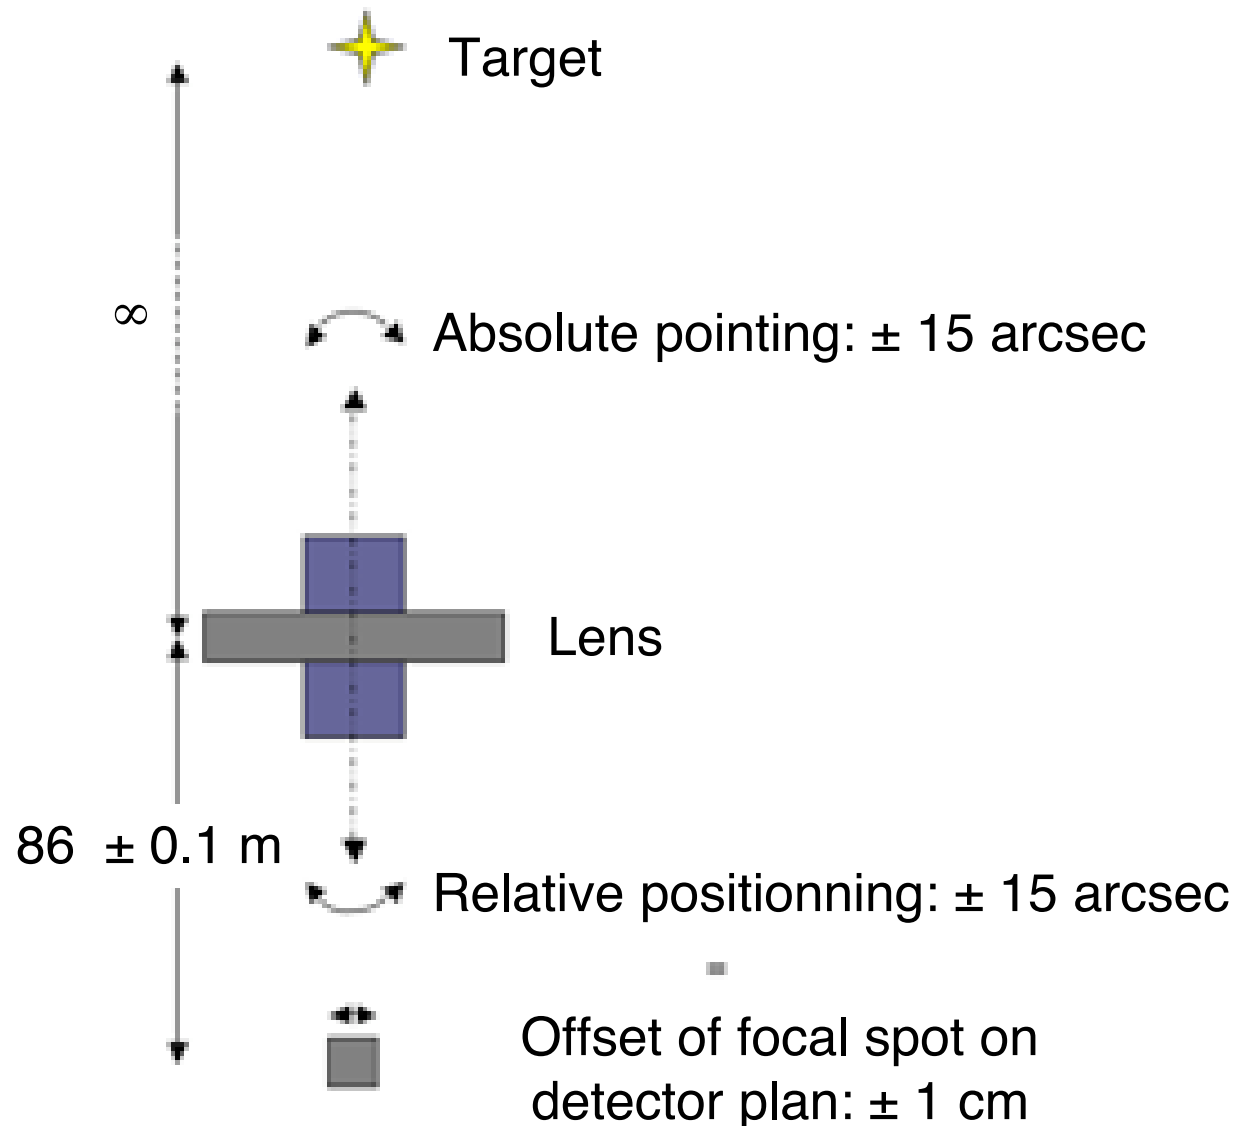 Target
∞
Absolute pointing: ± 15 arcsec
Lens
86 ± 0.1 m
Relative positionning: ± 15 arcsec
Offset of focal spot on
detector plan: ± 1 cm